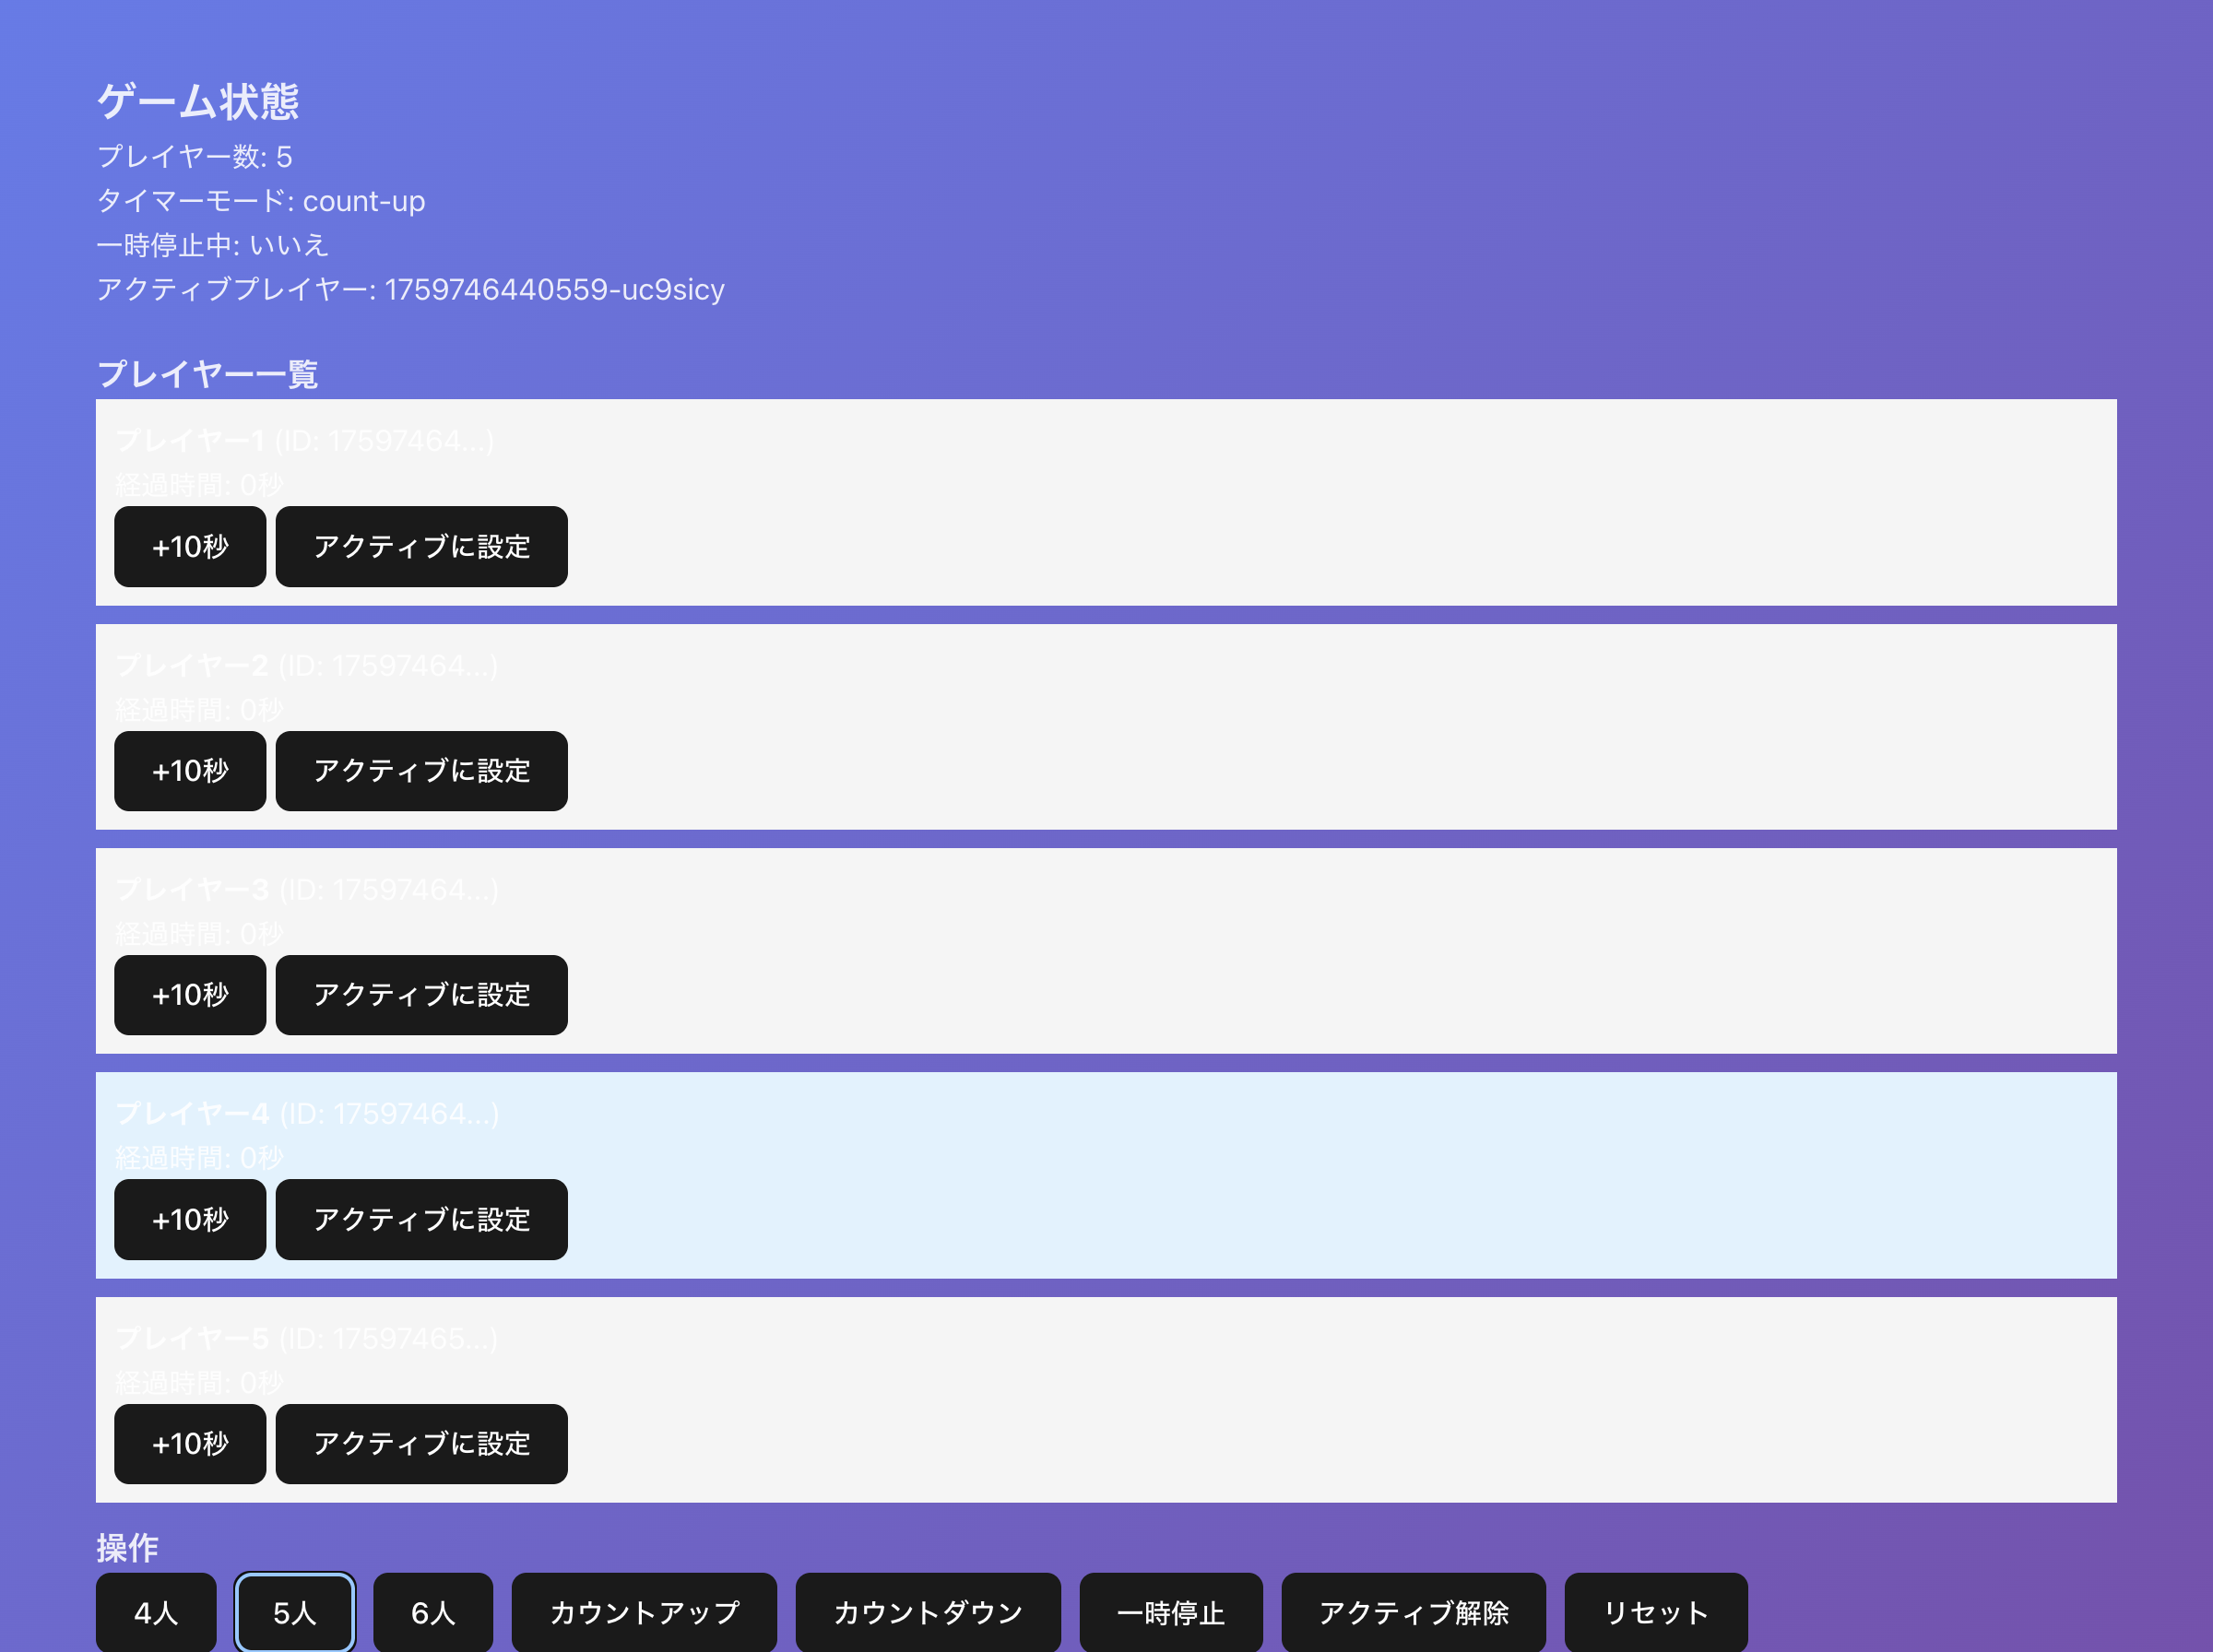 ゲーム状態
プレイヤー数: 5
タイマーモード: count-up
一時停止中: いいえ
アクティブプレイヤー: 1759746440559-uc9sicy
プレイヤー一覧
プレイヤー1 (ID: 17597464...)
経過時間: 0秒
+10秒 アクティブに設定
プレイヤー2 (ID: 17597464...)
経過時間: 0秒
+10秒 アクティブに設定
プレイヤー3 (ID: 17597464...)
経過時間: 0秒
+10秒 アクティブに設定
プレイヤー4 (ID: 17597464...)
経過時間: 0秒
+10秒 アクティブに設定
プレイヤー5 (ID: 17597465...)
経過時間: 0秒
+10秒 アクティブに設定
操作
4人 5人 6人 カウントアップ カウントダウン 一時停止 アクティブ解除 リセット